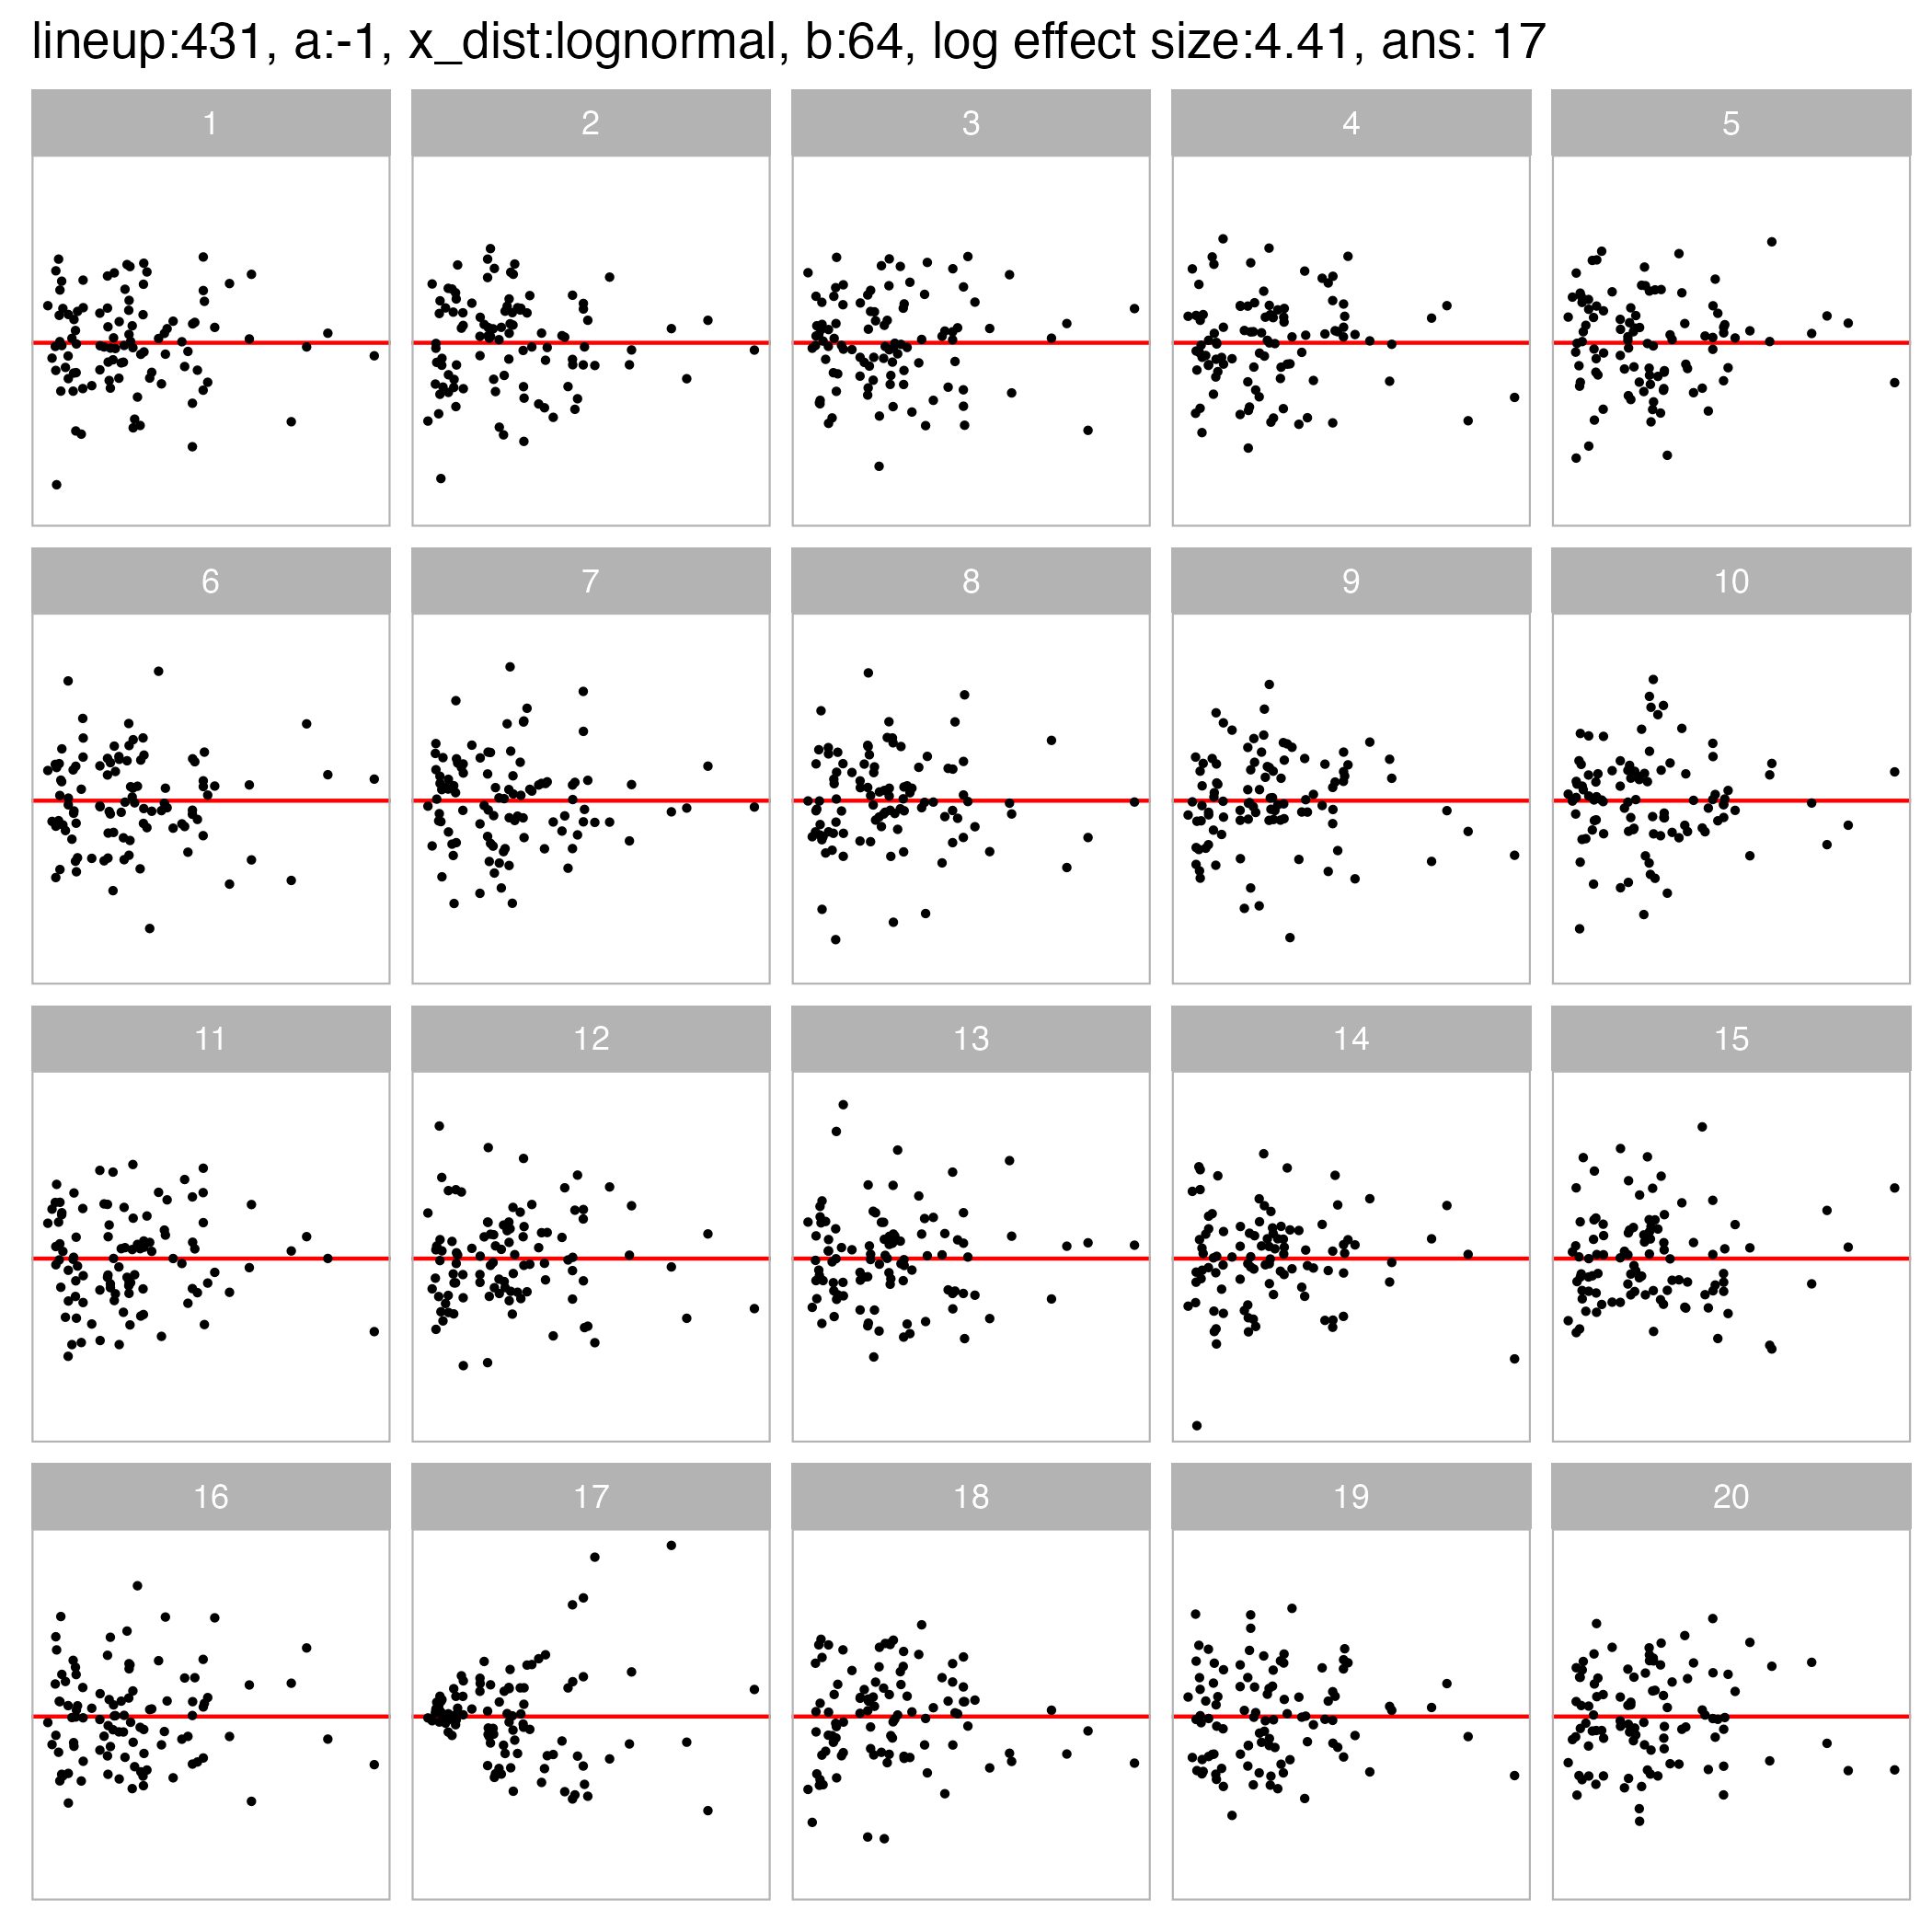 lineup:431, a:-1, x_dist:lognormal, b:64, log effect size:4.41, ans: 17
1 2 3 4 5
6 7 8 9 10
11 12 13 14 15
16 17 18 19 20